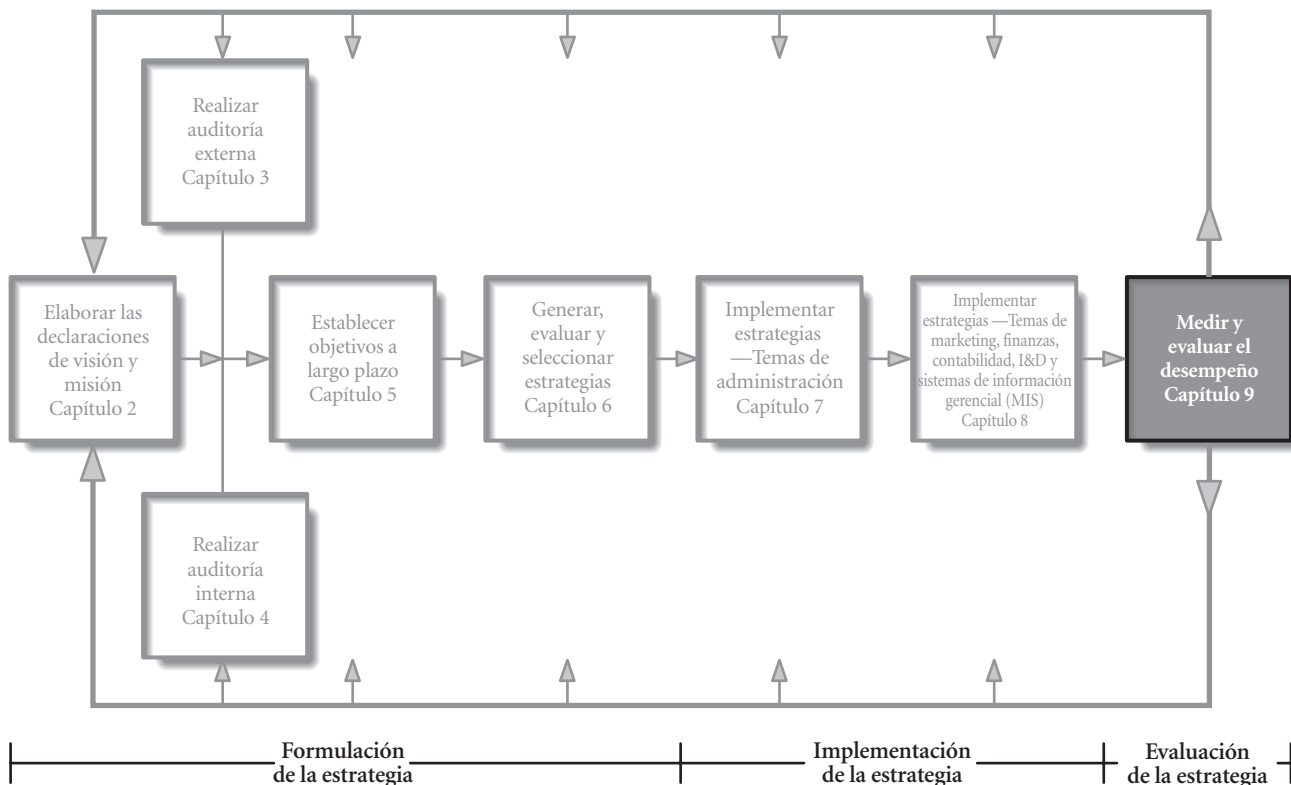 Realizar
auditoría
externa
Capítulo 3
Elaborar las
declaraciones
de visión y
misión
Capítulo 2
Establecer
objetivos a
largo plazo
Capítulo 5
Generar,
evaluar y
seleccionar
estrategias
Capítulo 6
Implementar
estrategias
—Temas de
administración
Capítulo 7
Implementar
estrategias —Temas de
marketing, finanzas,
contabilidad, I&D y
sistemas de información
gerencial (MIS)
Capítulo 8
Medir y
evaluar el
desempeño
Capítulo 9
Realizar
auditoría
interna
Capítulo 4
Formulación
de la estrategia
Implementación
de la estrategia
Evaluación
de la estrategia